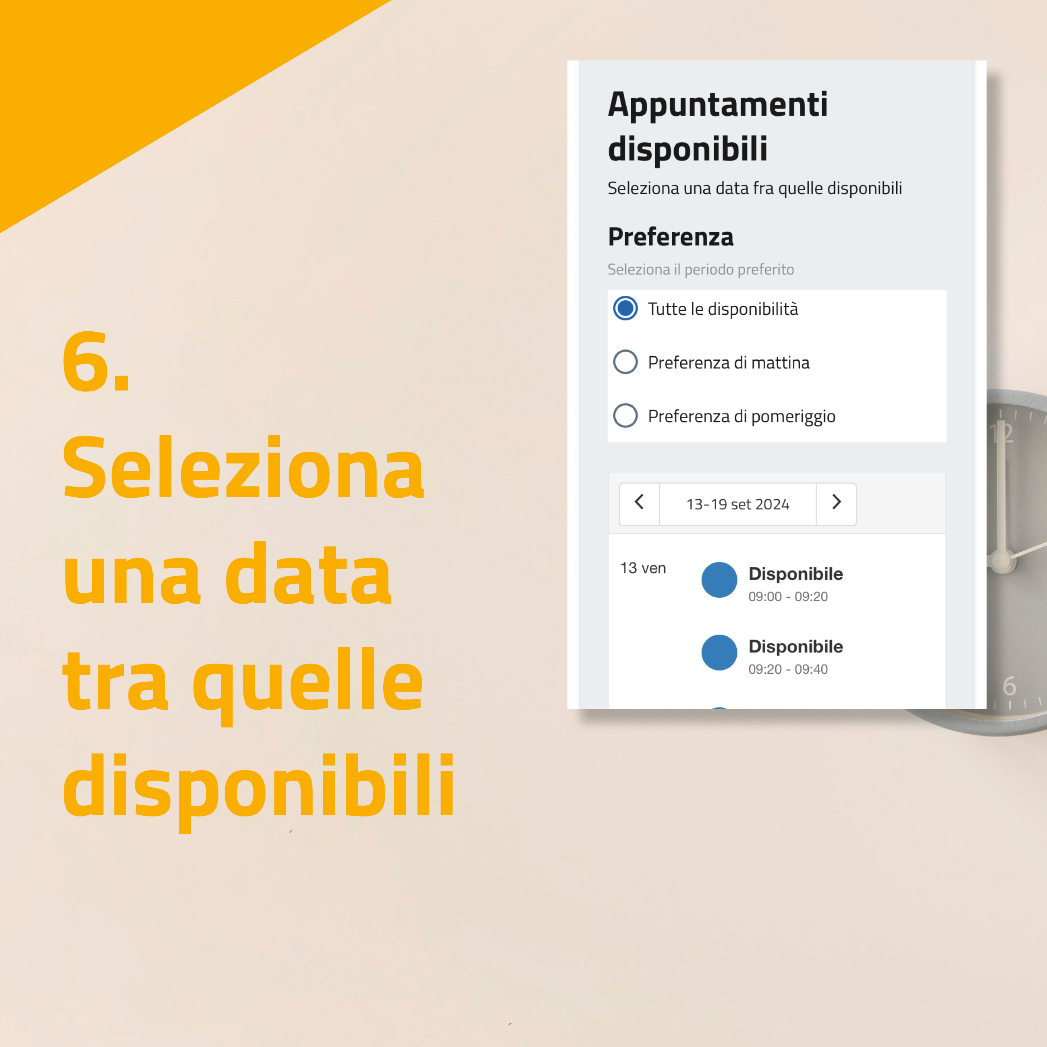 6.
Seleziona
una data
tra quelle
disponibili
Appuntamenti
disponibili
Seleziona una data fra quelle disponibili
Preferenza
Seleziona il periodo preferito
Tutte le disponibilità
Preferenza di mattina
Preferenza di pomeriggio
13-19 set 2024
13 ven
Disponibile
09:00 - 09:20
Disponibile
09:20 - 09:40
12
6